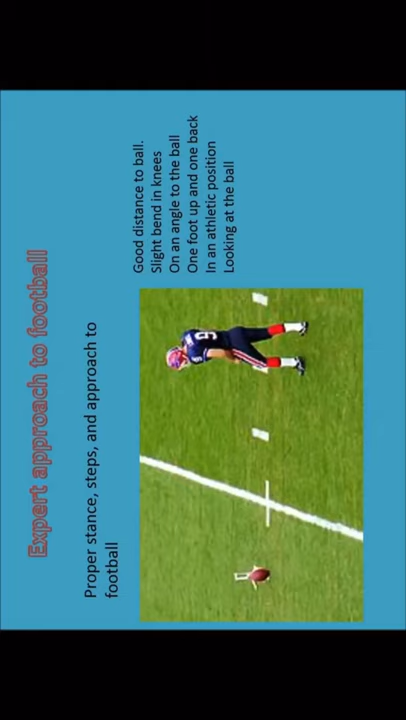 Expert approach to football
Proper stance, steps, and approach to
football
Good distance to ball.
Slight bend in knees
On an angle to the ball
One foot up and one back
In an athletic position
Looking at the ball
9